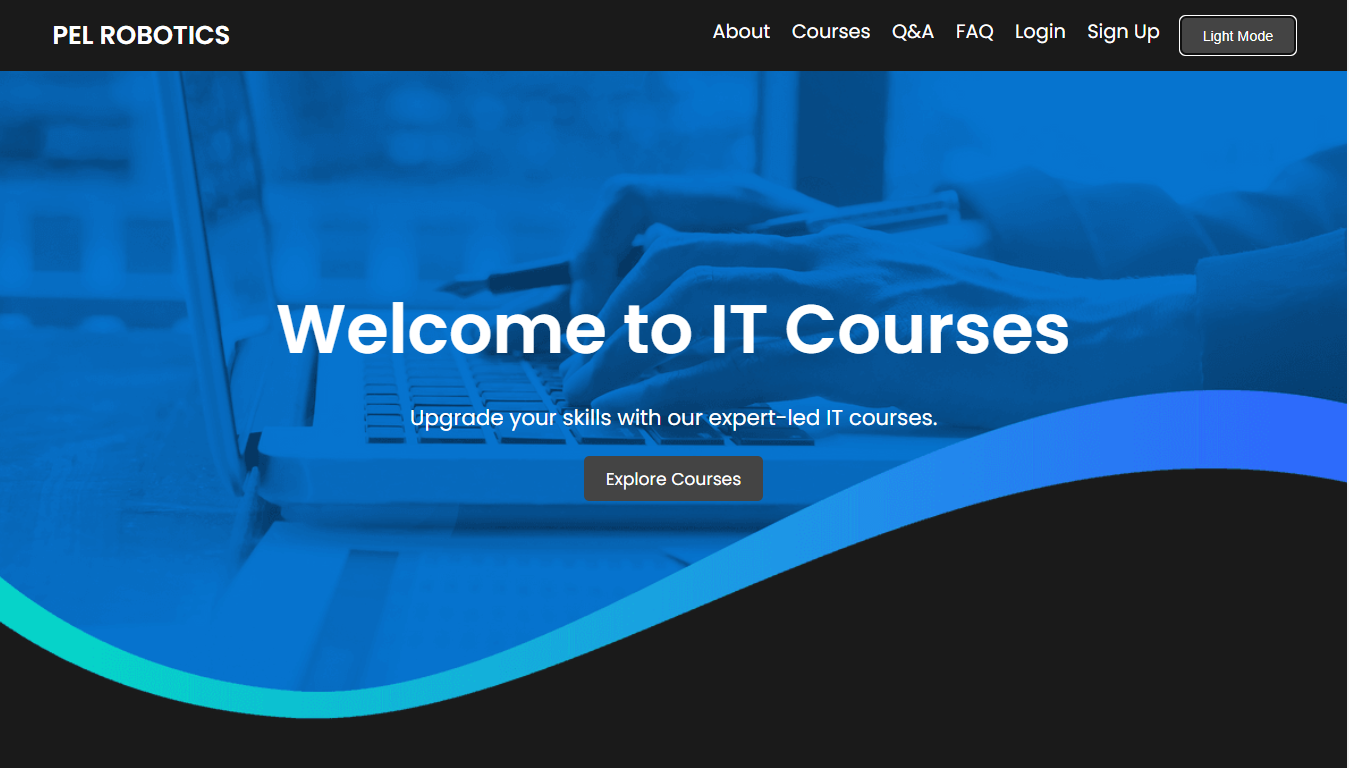 PEL ROBOTICS
About Courses Q&A FAQ Login Sign Up Light Mode
Welcome to IT Courses
Upgrade your skills with our expert-led IT courses.
Explore Courses